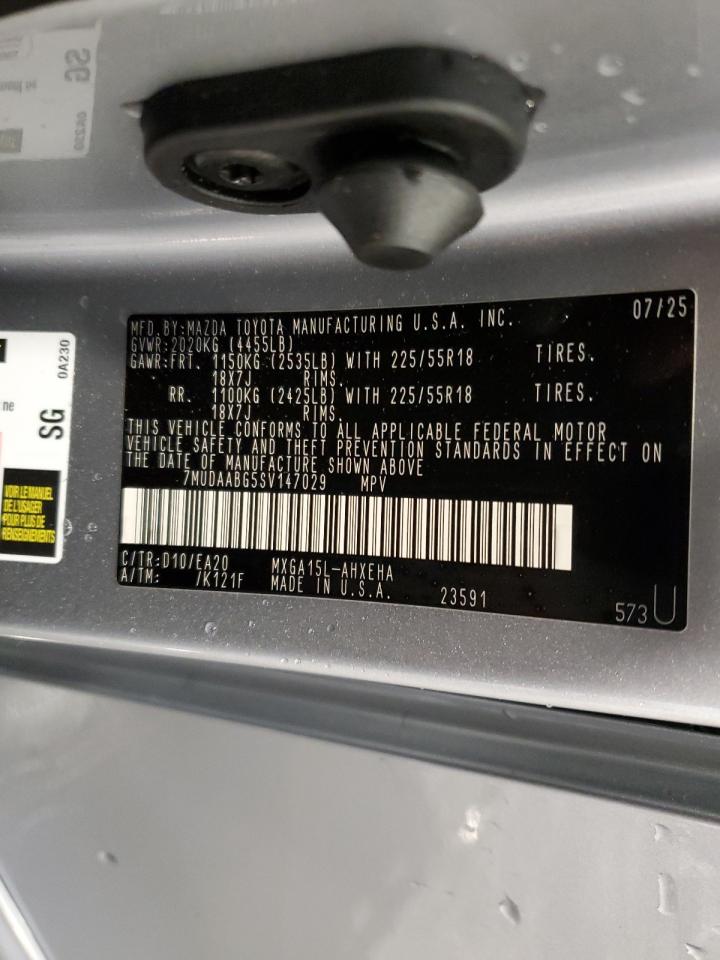 SG
0A230
07/25
MFD.BY:MAZDA TOYOTA MANUFACTURING U.S.A. INC.
GVWR:2020KG (4455LB)
GAWR:FRT. 1150KG (2535LB) WITH 225/55R18 TIRES.
18X7J RIMS.
RR. 1100KG (2425LB) WITH 225/55R18 TIRES.
18X7J RIMS.
THIS VEHICLE CONFORMS TO ALL APPLICABLE FEDERAL MOTOR
VEHICLE SAFETY AND THEFT PREVENTION STANDARDS IN EFFECT ON
THE DATE OF MANUFACTURE SHOWN ABOVE
7MUDAABG5SV147029 MPV
C/TR:D10/EA20 MXGA15L-AHXEHA
A/TM: /K121F MADE IN U.S.A. 23591
573U
0A230
SG
ne
VOIR LE MANUEL
DE L'USAGER
POUR PLUS DE
RENSEIGNEMENTS